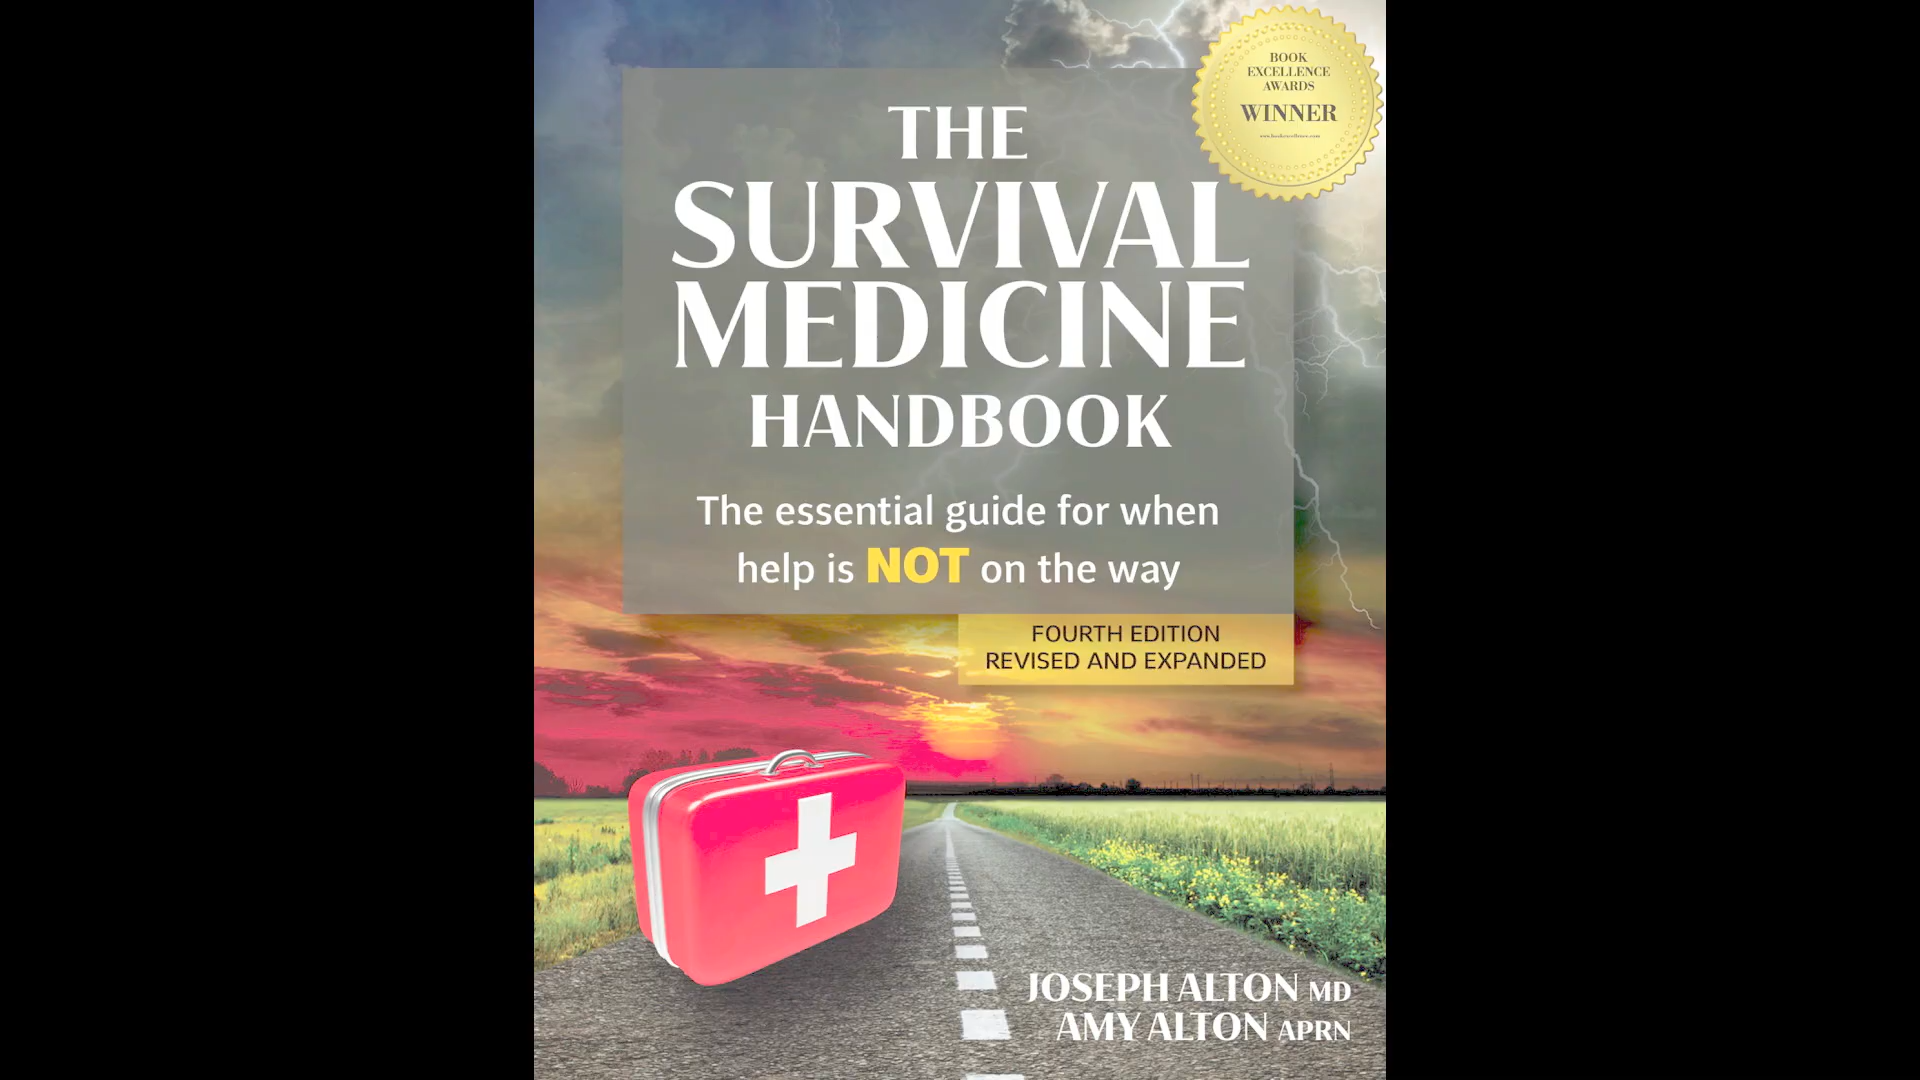 BOOK
EXCELLENCE
AWARDS
WINNER
THE
SURVIVAL
MEDICINE
HANDBOOK
The essential guide for when
help is NOT on the way
FOURTH EDITION
REVISED AND EXPANDED
JOSEPH ALTON MD
AMY ALTON APRN